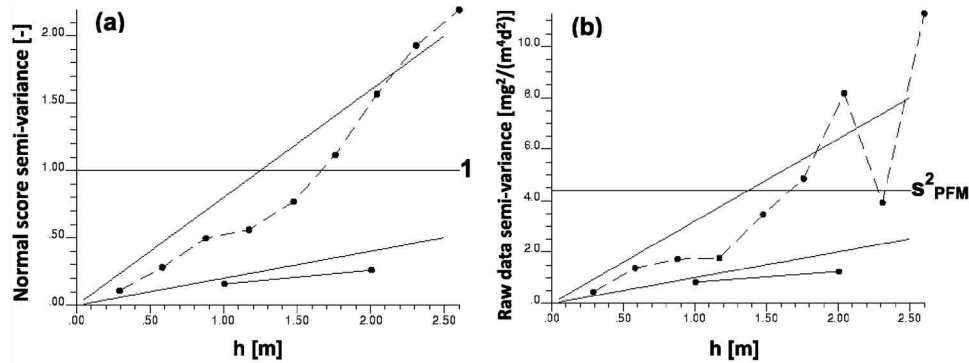 (a)
Normal score semi-variance [-]
2.00
1.50
1.00
.50
.00
1
.00 .50 1.00 1.50 2.00 2.50
h [m]
(b)
Raw data semi-variance [mg²/(m⁴d²)]
10.0
8.0
6.0
4.0
2.0
.0
s²PFM
.00 .50 1.00 1.50 2.00 2.50
h [m]